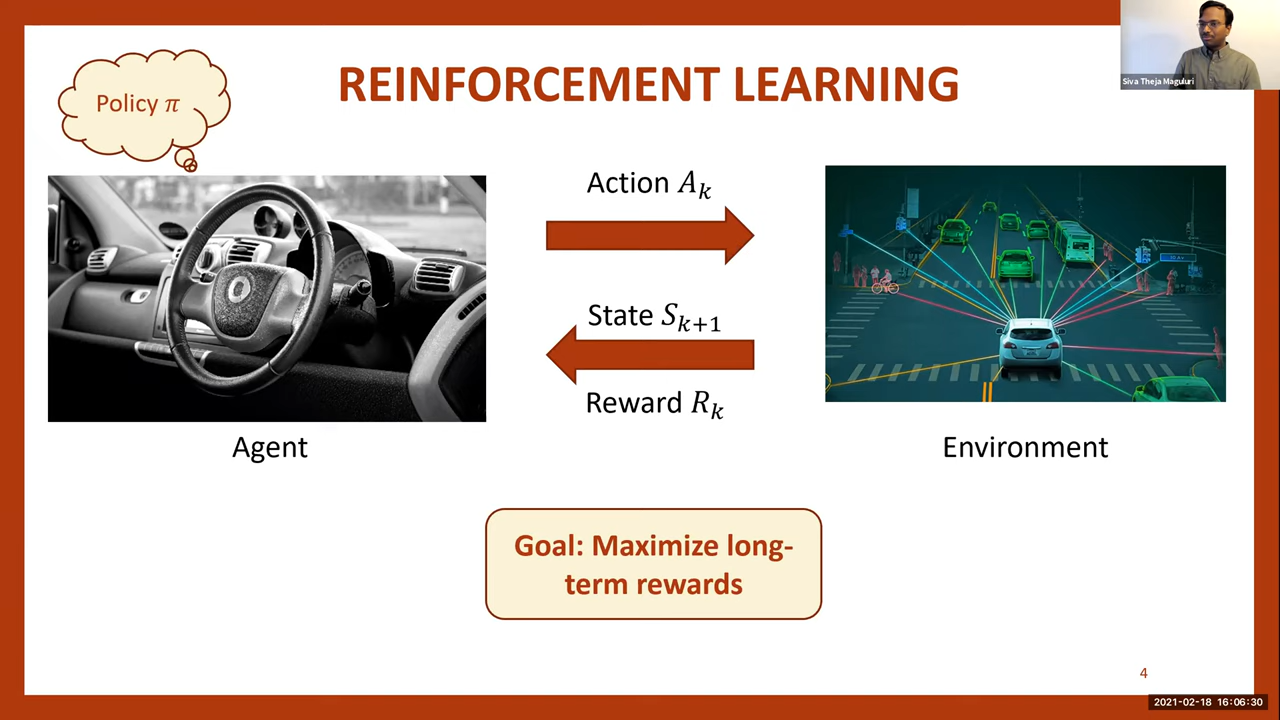 Siva Theja Maguluri
REINFORCEMENT LEARNING
Policy π
Action A_k
State S_{k+1}
Reward R_k
Agent
Environment
Goal: Maximize long-
term rewards
4
2021-02-18 16:06:30